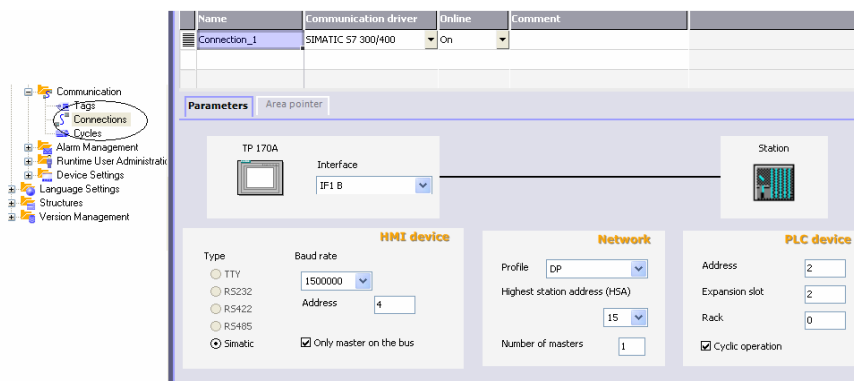 Name Communication driver Online Comment
Connection_1 SIMATIC S7 300/400 On
Communication
Tags
Connections
Cycles
Alarm Management
Runtime User Administratio
Device Settings
Language Settings
Structures
Version Management
Parameters Area pointer
TP 170A
Interface
IF1 B
Station
HMI device
Type
TTY
RS232
RS422
RS485
Simatic
Baud rate
1500000
Address 4
Only master on the bus
Network
Profile DP
Highest station address (HSA)
15
Number of masters 1
PLC device
Address 2
Expansion slot 2
Rack 0
Cyclic operation